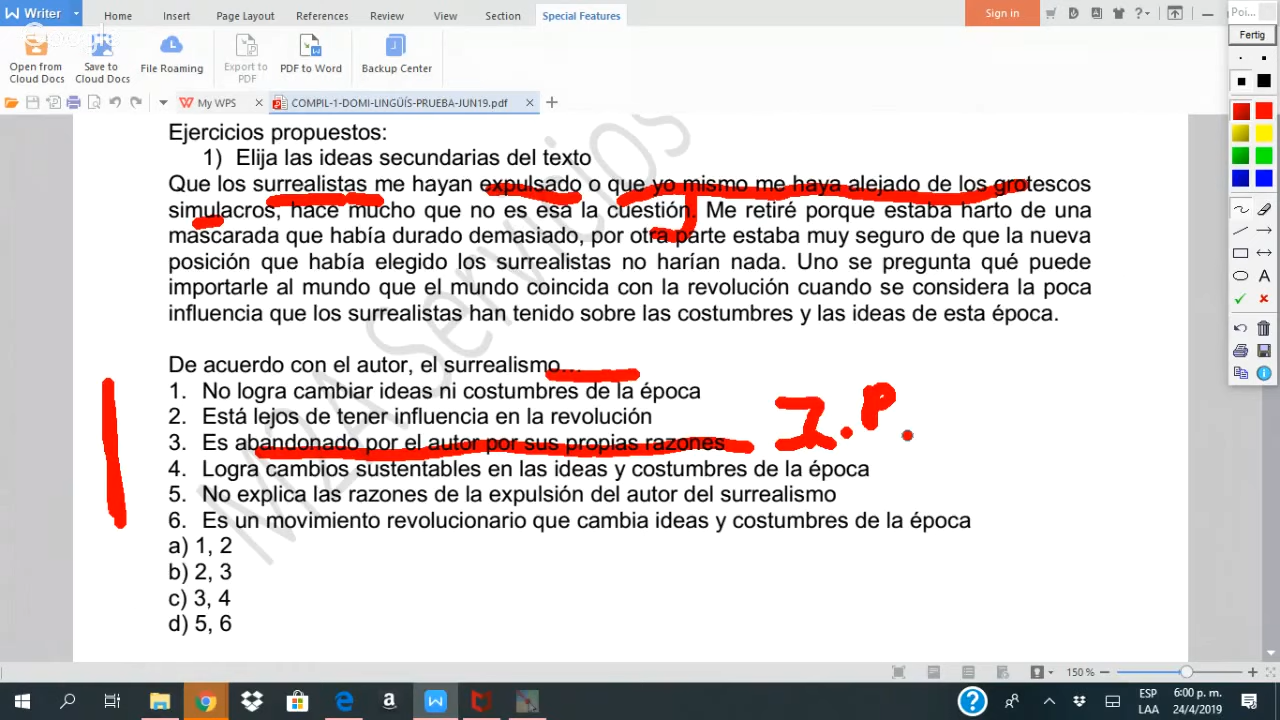 Writer Home Insert Page Layout References Review View Section Special Features Sign in Poi...
Fertig
Open from Cloud Docs
Save to Cloud Docs
File Roaming
Export to PDF
PDF to Word
Backup Center
My WPS COMPIL-1-DOMI-LINGÜÍS-PRUEBA-JUN19.pdf
Ejercicios propuestos:
1) Elija las ideas secundarias del texto
Que los surrealistas me hayan expulsado o que yo mismo me haya alejado de los grotescos
simulacros, hace mucho que no es esa la cuestión. Me retiré porque estaba harto de una
mascarada que había durado demasiado, por otra parte estaba muy seguro de que la nueva
posición que había elegido los surrealistas no harían nada. Uno se pregunta qué puede
importarle al mundo que el mundo coincida con la revolución cuando se considera la poca
influencia que los surrealistas han tenido sobre las costumbres y las ideas de esta época.
De acuerdo con el autor, el surrealismo...
1. No logra cambiar ideas ni costumbres de la época
2. Está lejos de tener influencia en la revolución
3. Es abandonado por el autor por sus propias razones
I.P.
4. Logra cambios sustentables en las ideas y costumbres de la época
5. No explica las razones de la expulsión del autor del surrealismo
6. Es un movimiento revolucionario que cambia ideas y costumbres de la época
a) 1, 2
b) 2, 3
c) 3, 4
d) 5, 6
150 %
ESP 6:00 p. m.
LAA 24/4/2019